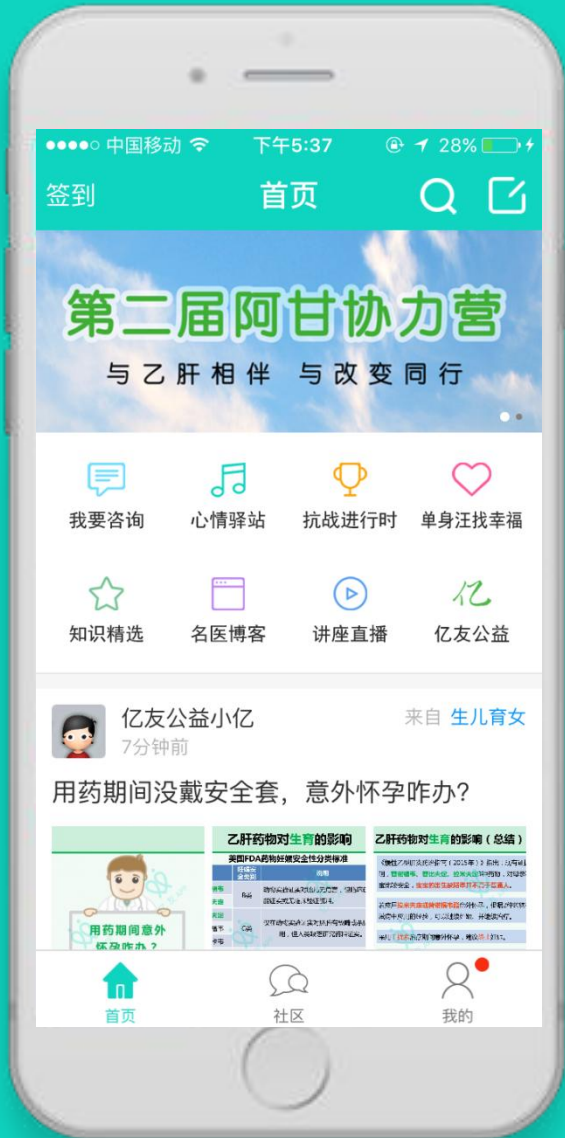 中国移动 下午5:37 28%
签到 首页
第二届阿甘协力营
与乙肝相伴 与改变同行
我要咨询 心情驿站 抗战进行时 单身汪找幸福
知识精选 名医博客 讲座直播 亿友公益
亿友公益小亿 来自 生儿育女
7分钟前
用药期间没戴安全套，意外怀孕咋办?
乙肝药物对生育的影响
美国FDA药物妊娠安全性分类标准
乙肝药物对生育的影响（总结）
用药期间意外
怀孕咋办？
首页 社区 我的